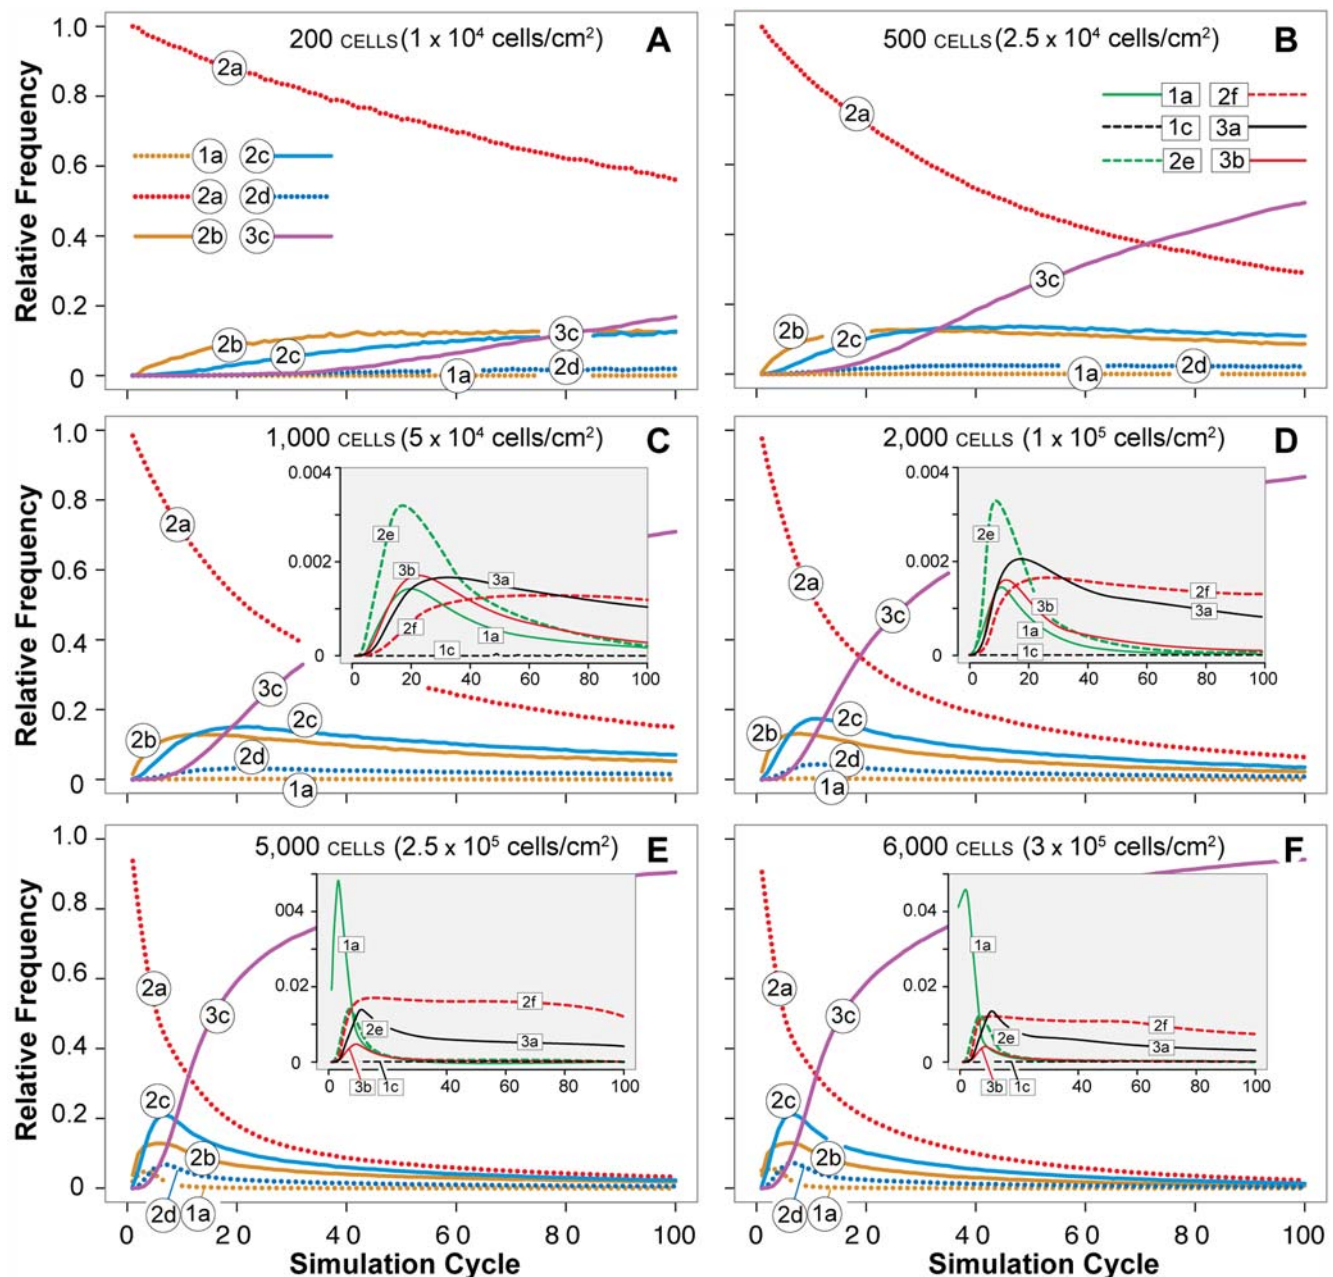 200 CELLS (1 x 10⁴ cells/cm²) A
1.0
0.8
0.6
0.4
0.2
0
Relative Frequency
2a
1a 2c
2a 2d
2b 3c
2b
2c
3c
2d
1a
500 CELLS (2.5 x 10⁴ cells/cm²) B
1a 2f
1c 3a
2e 3b
2a
3c
2b
2c
1a
2d
1,000 CELLS (5 x 10⁴ cells/cm²) C
1.0
0.8
0.6
0.4
0.2
0
Relative Frequency
2a
3c
2b
2c
2d
1a
0.004
0.002
0
2e
3b
3a
2f
1a
1c
0 20 40 60 80 100
2,000 CELLS (1 x 10⁵ cells/cm²) D
2a
3c
2b
2c
2d
1a
0.004
0.002
0
2e
3b
2f
3a
1a
1c
0 20 40 60 80 100
5,000 CELLS (2.5 x 10⁵ cells/cm²) E
1.0
0.8
0.6
0.4
0.2
0
Relative Frequency
2a
3c
2c
2b
2d
1a
004
0.02
0
1a
2f
2e
3a
3b
1c
0 20 40 60 80 100
0 20 40 60 80 100
Simulation Cycle
6,000 CELLS (3 x 10⁵ cells/cm²) F
2a
3c
2c
2b
2d
1a
0.04
0.02
0
1a
2f
2e
3a
3b
1c
0 20 40 60 80 100
0 20 40 60 80 100
Simulation Cycle